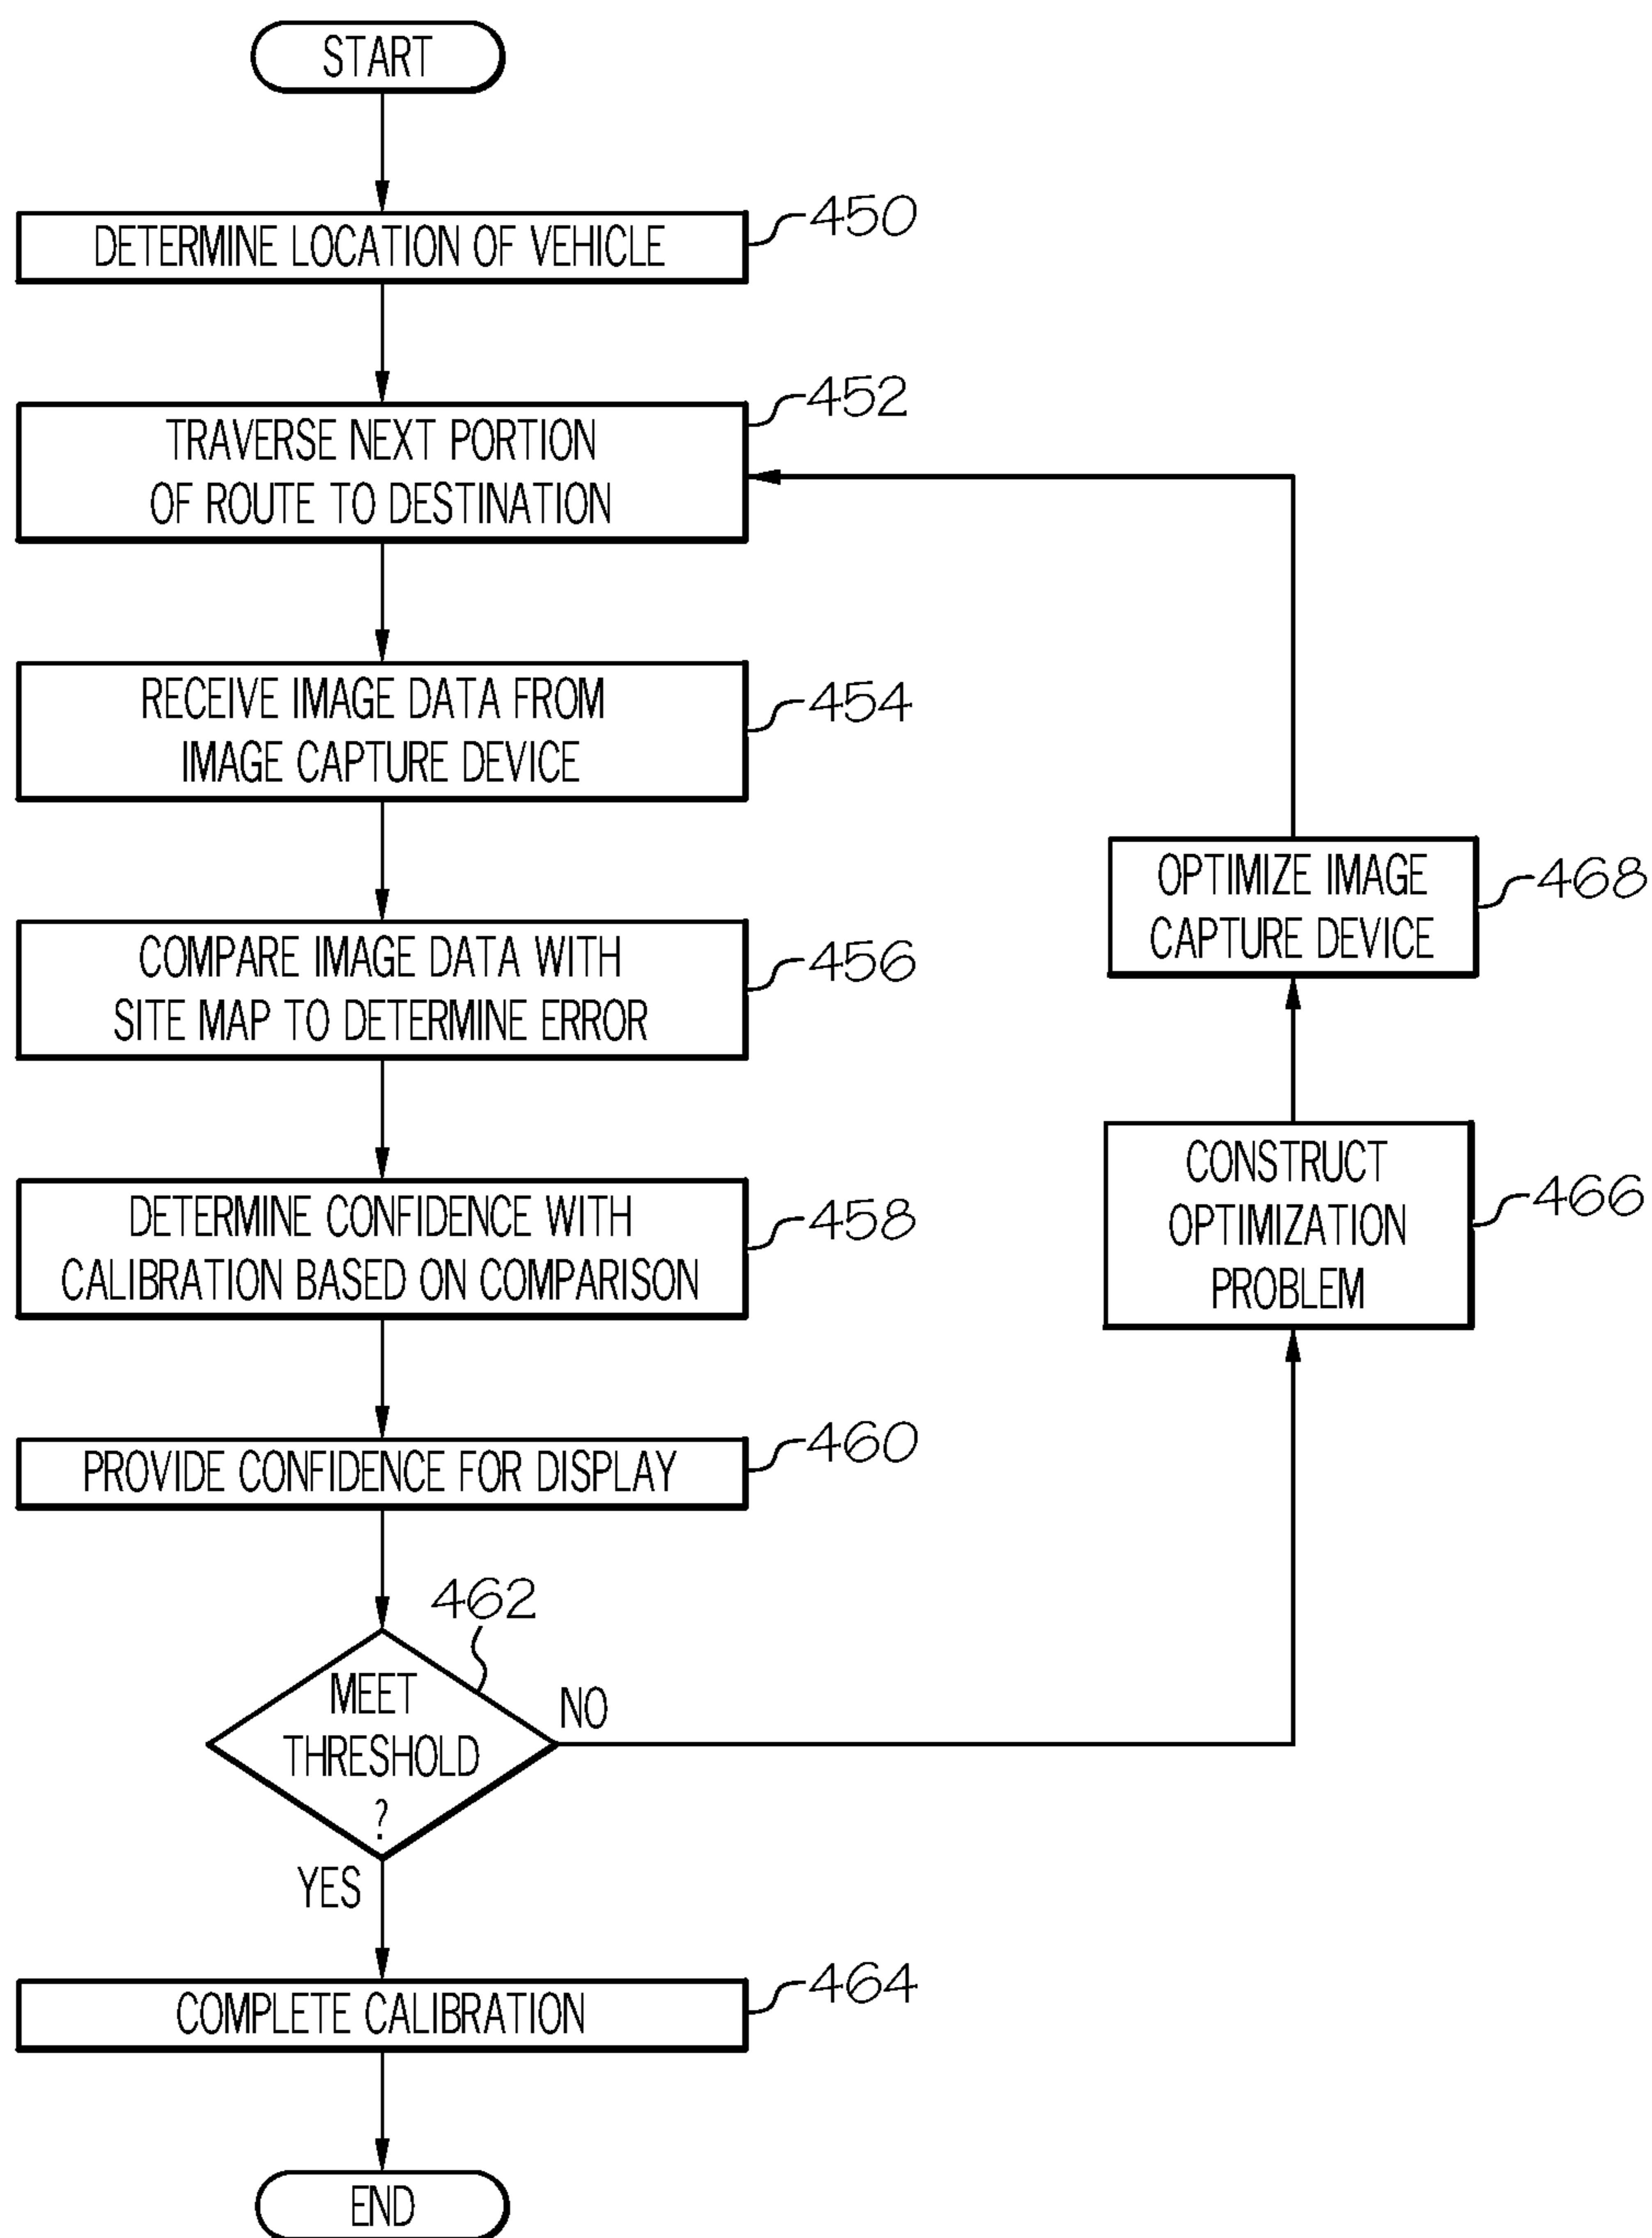 START
DETERMINE LOCATION OF VEHICLE
450
TRAVERSE NEXT PORTION
OF ROUTE TO DESTINATION
452
RECEIVE IMAGE DATA FROM
IMAGE CAPTURE DEVICE
454
COMPARE IMAGE DATA WITH
SITE MAP TO DETERMINE ERROR
456
DETERMINE CONFIDENCE WITH
CALIBRATION BASED ON COMPARISON
458
PROVIDE CONFIDENCE FOR DISPLAY
460
MEET
THRESHOLD
?
462
NO
YES
COMPLETE CALIBRATION
464
END
CONSTRUCT
OPTIMIZATION
PROBLEM
466
OPTIMIZE IMAGE
CAPTURE DEVICE
468